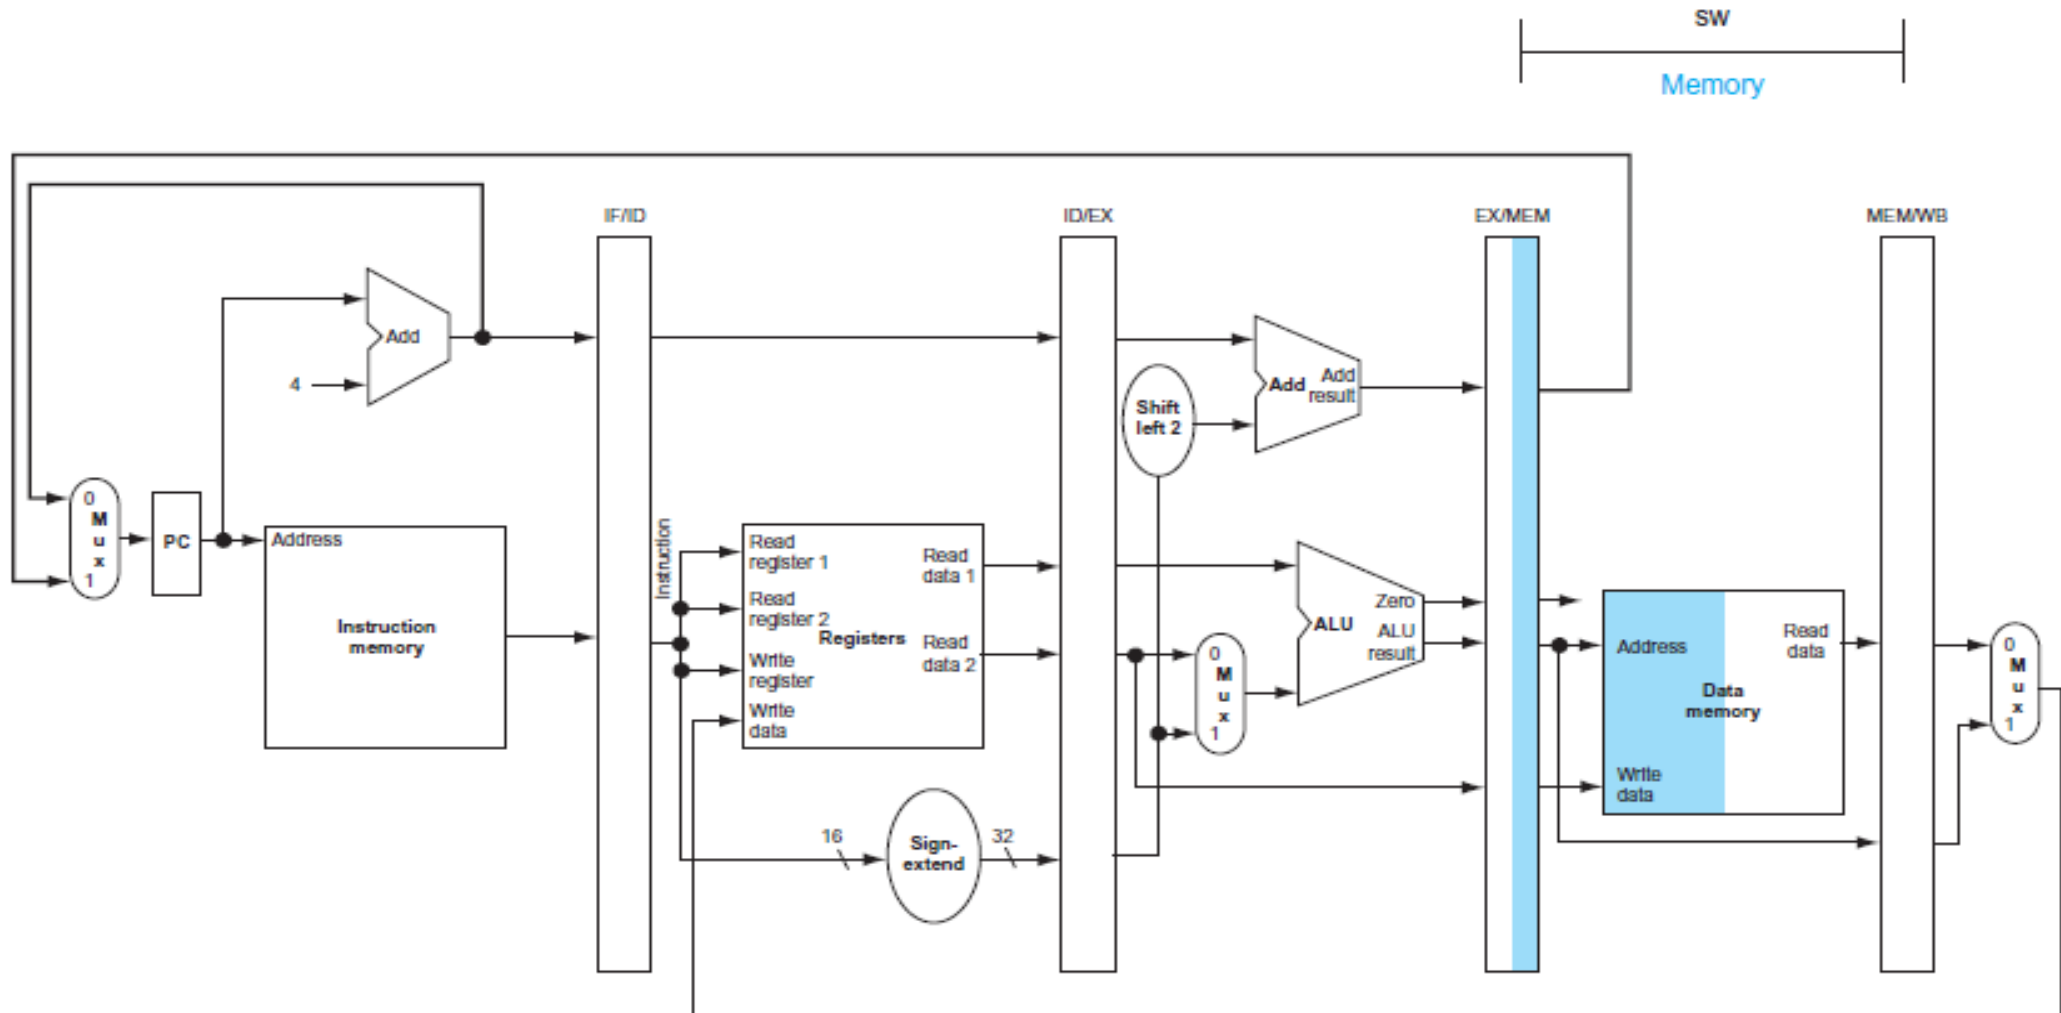 SW
Memory
IF/ID
ID/EX
EX/MEM
MEM/WB
Add
4
Shift
left 2
Add
Add
result
0
M
u
x
1
PC
Address
Instruction
memory
Instruction
Read
register 1
Read
register 2
Write
register
Write
data
Registers
Read
data 1
Read
data 2
16
Sign-
extend
32
0
M
u
x
1
ALU
Zero
ALU
result
Address
Data
memory
Write
data
Read
data
0
M
u
x
1